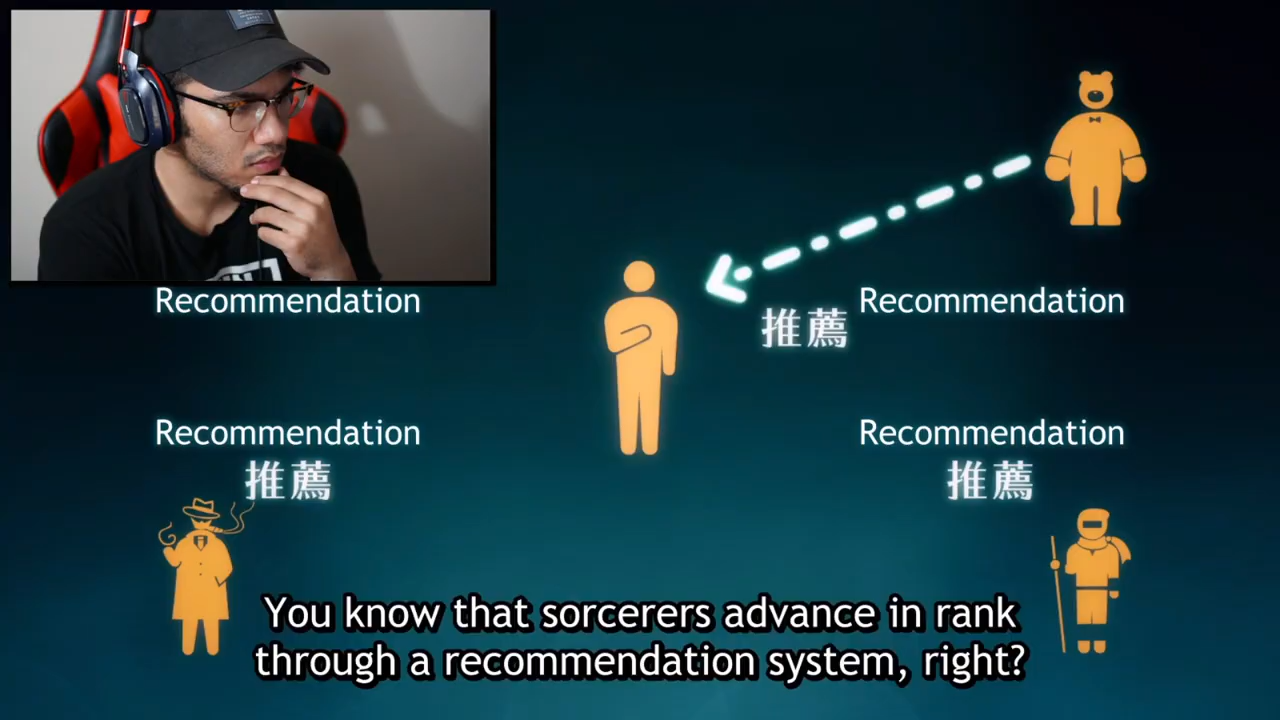 Recommendation
推薦 Recommendation
Recommendation
推薦
Recommendation
推薦
You know that sorcerers advance in rank
through a recommendation system, right?